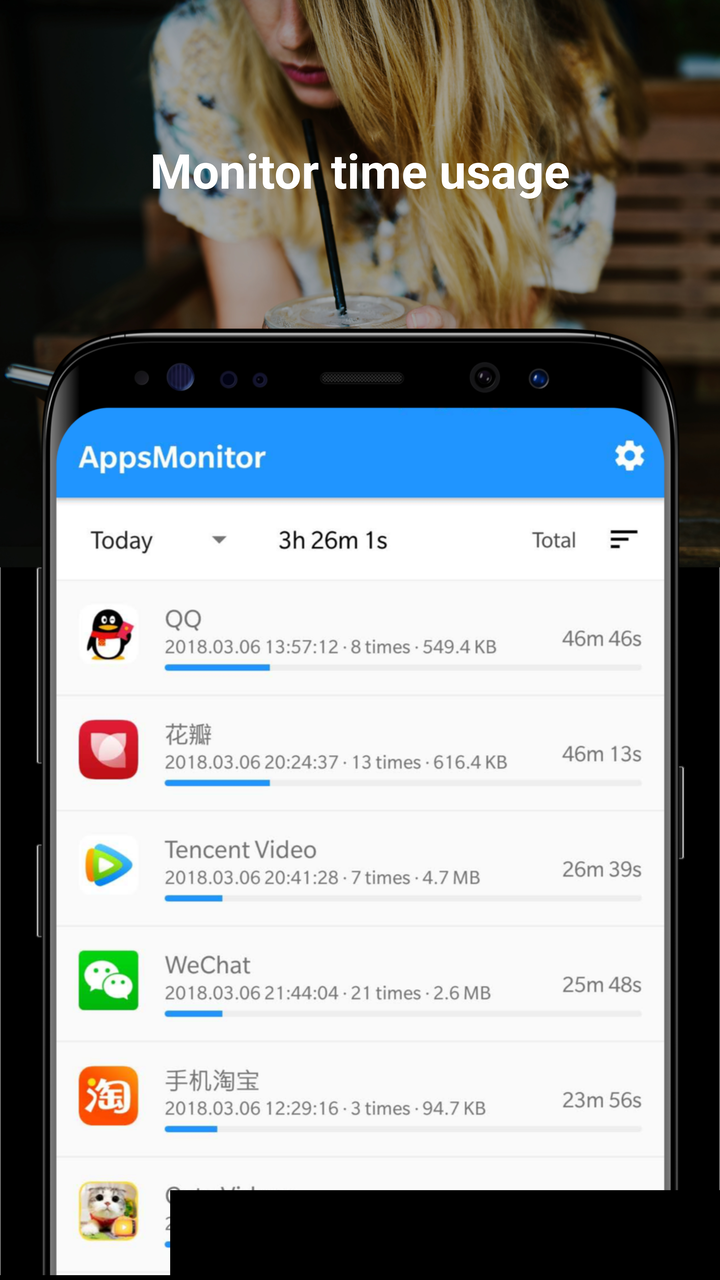 Monitor time usage
AppsMonitor
Today 3h 26m 1s Total
QQ
2018.03.06 13:57:12 · 8 times · 549.4 KB 46m 46s
花瓣
2018.03.06 20:24:37 · 13 times · 616.4 KB 46m 13s
Tencent Video
2018.03.06 20:41:28 · 7 times · 4.7 MB 26m 39s
WeChat
2018.03.06 21:44:04 · 21 times · 2.6 MB 25m 48s
淘
手机淘宝
2018.03.06 12:29:16 · 3 times · 94.7 KB 23m 56s